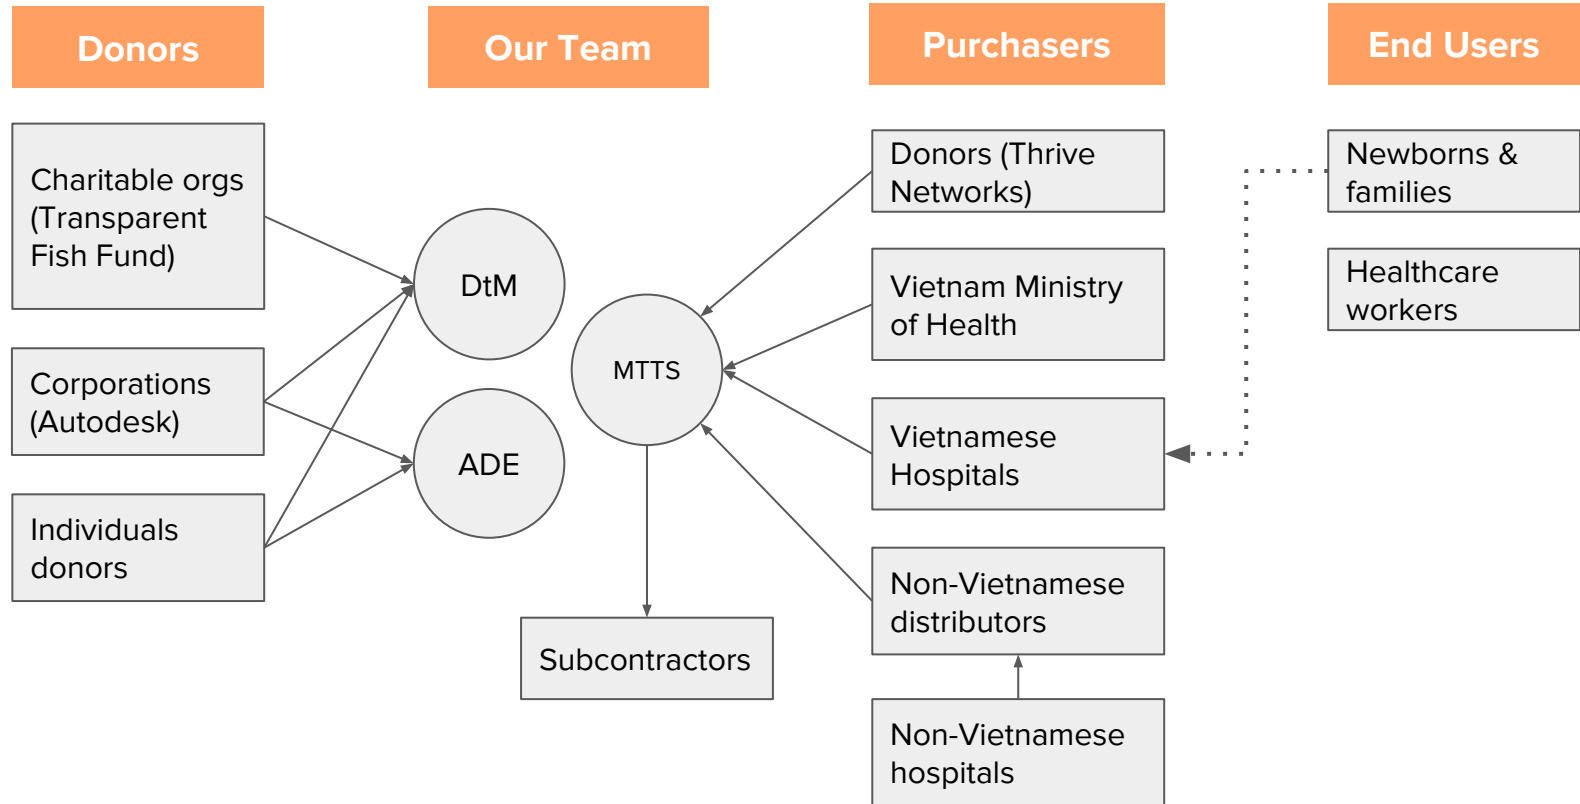 Donors
Our Team
Purchasers
End Users
Charitable orgs
(Transparent
Fish Fund)
Corporations
(Autodesk)
Individuals
donors
DtM
ADE
MTTS
Subcontractors
Donors (Thrive
Networks)
Vietnam Ministry
of Health
Vietnamese
Hospitals
Non-Vietnamese
distributors
Non-Vietnamese
hospitals
Newborns &
families
Healthcare
workers